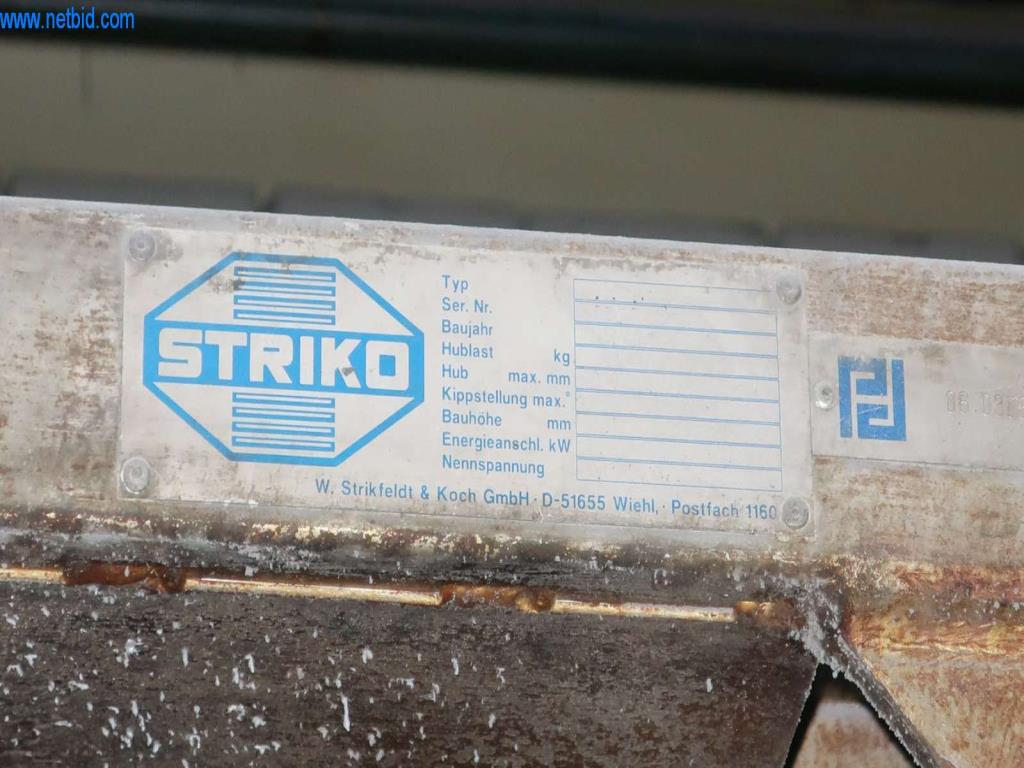 www.netbid.com
STRIKO
Typ
Ser. Nr.
Baujahr
Hublast kg
Hub max. mm
Kippstellung max.°
Bauhöhe mm
Energieanschl. kW
Nennspannung
W. Strikfeldt & Koch GmbH · D-51655 Wiehl, · Postfach 1160